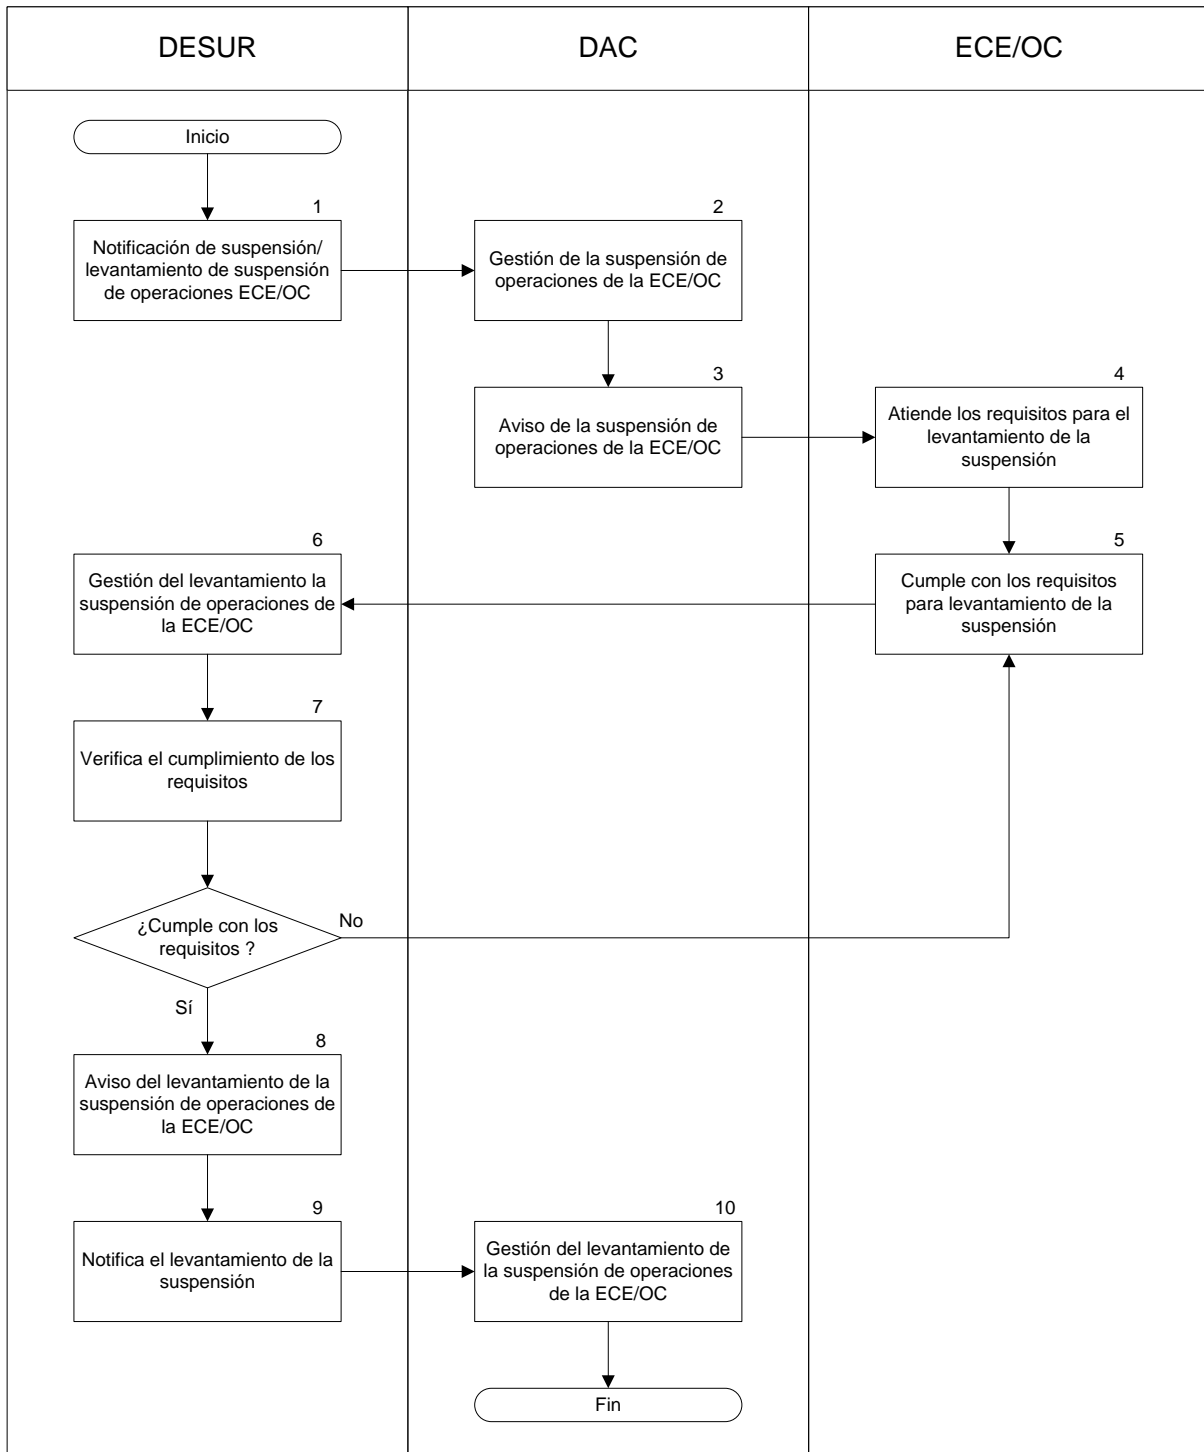 DESUR
DAC
ECE/OC
Inicio
1
Notificación de suspensión/
levantamiento de suspensión
de operaciones ECE/OC
2
Gestión de la suspensión de
operaciones de la ECE/OC
3
Aviso de la suspensión de
operaciones de la ECE/OC
4
Atiende los requisitos para el
levantamiento de la
suspensión
5
Cumple con los requisitos
para levantamiento de la
suspensión
6
Gestión del levantamiento la
suspensión de operaciones de
la ECE/OC
7
Verifica el cumplimiento de los
requisitos
¿Cumple con los
requisitos ?
No
Sí
8
Aviso del levantamiento de la
suspensión de operaciones de
la ECE/OC
9
Notifica el levantamiento de la
suspensión
10
Gestión del levantamiento de
la suspensión de operaciones
de la ECE/OC
Fin